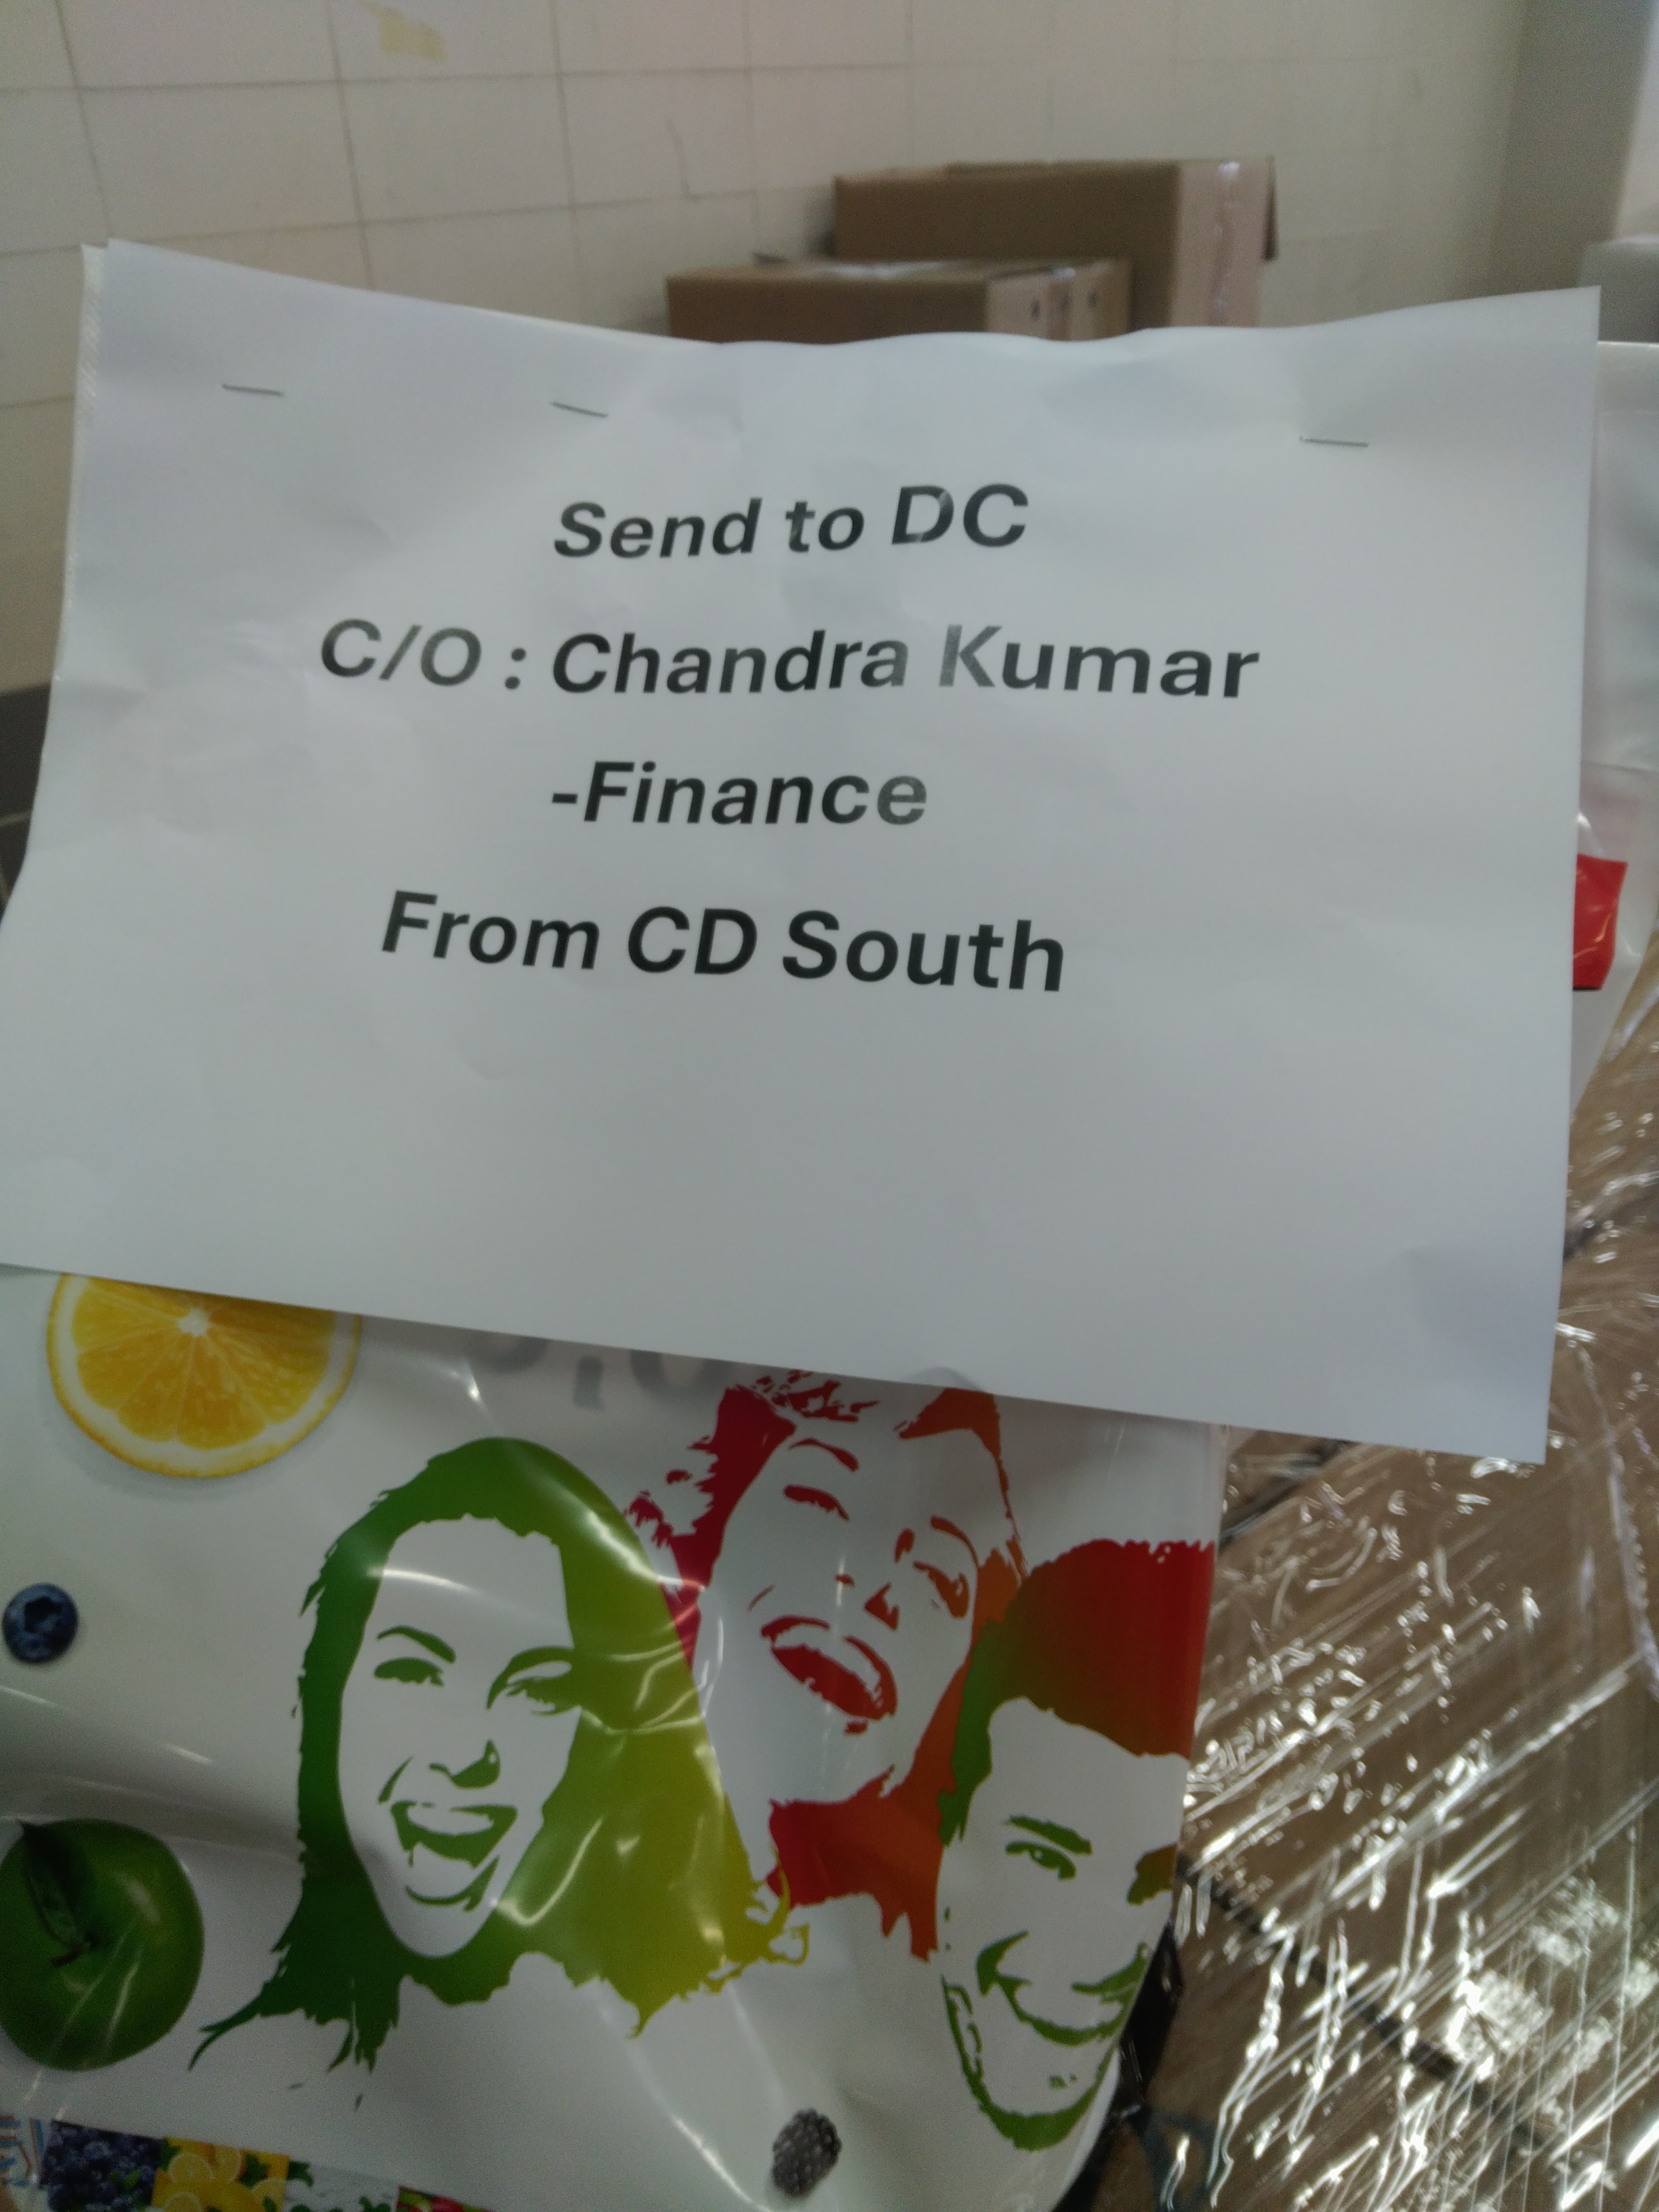 Send to DC
C/O : Chandra Kumar
-Finance
From CD South